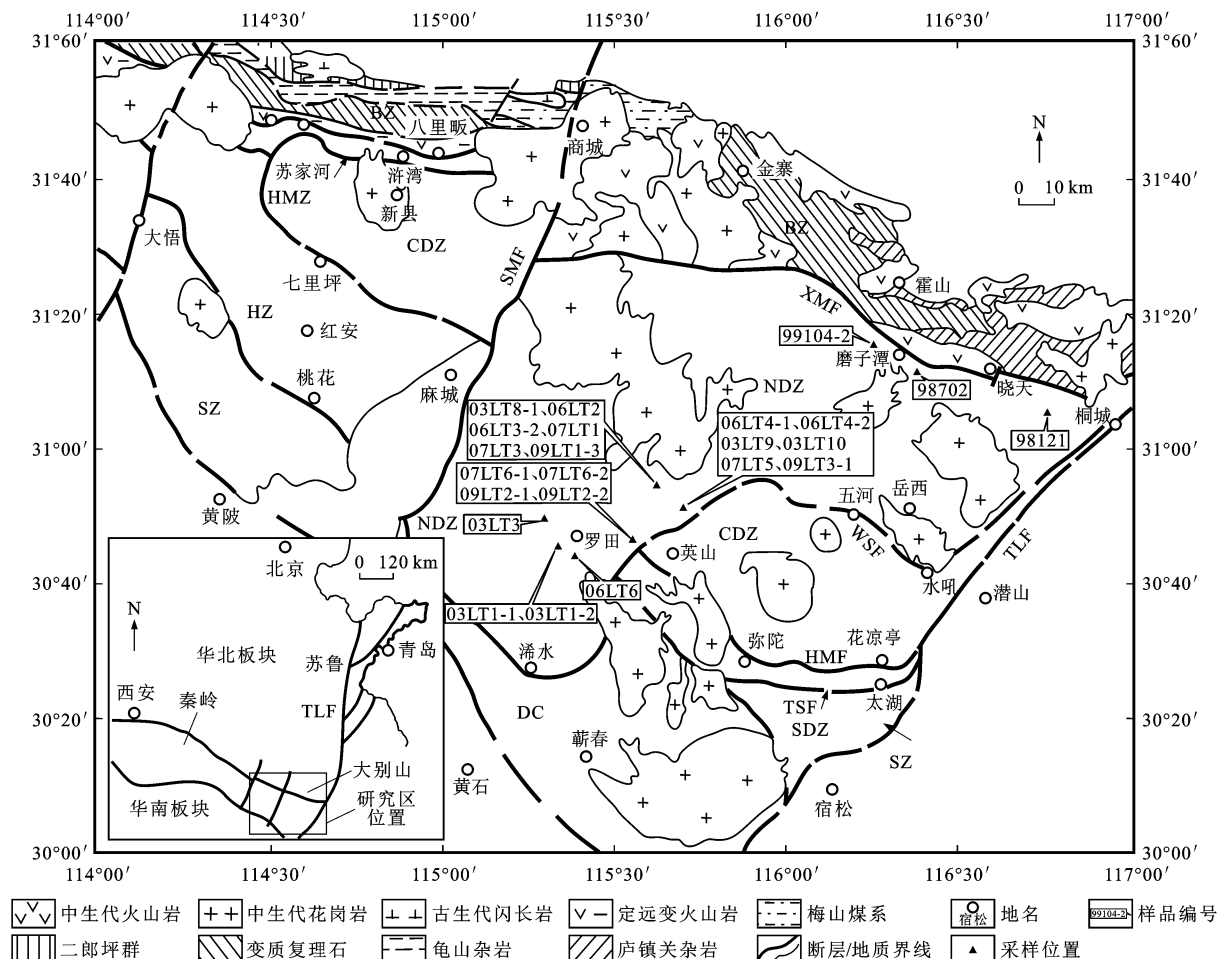 114°00′ 114°30′ 115°00′ 115°30′ 116°00′ 116°30′ 117°00′
31°60′ 31°60′
BZ
八里畈
商城
N
苏家河
浒湾
金寨
0 10 km
31°40′ 31°40′
HMZ
新县
大悟
CDZ
BZ
SMF
七里坪
霍山
XMF
HZ
红安
31°20′ 31°20′
99104-2
磨子潭
桃花
麻城
NDZ
98702
晓天
SZ
03LT8-1、06LT2
06LT3-2、07LT1
07LT3、09LT1-3
06LT4-1、06LT4-2
03LT9、03LT10
07LT5、09LT3-1
桐城
98121
31°00′ 31°00′
07LT6-1、07LT6-2
09LT2-1、09LT2-2
五河
岳西
黄陂
NDZ
03LT3
罗田
CDZ
WSF
TLF
英山
30°40′
水吼
潜山
06LT6
03LT1-1、03LT1-2
弥陀
花凉亭
浠水
HMF
太湖
TSF
SDZ
30°20′
DC
蕲春
SZ
黄石
宿松
北京
0 120 km
N
华北板块
苏鲁
青岛
西安
秦岭
TLF
大别山
华南板块
研究区
位置
30°00′ 30°00′
114°00′ 114°30′ 115°00′ 115°30′ 116°00′ 116°30′ 117°00′
中生代火山岩 中生代花岗岩 古生代闪长岩 定远变火山岩 梅山煤系 宿松 地名 99104-2 样品编号
二郎坪群 变质复理石 龟山杂岩 庐镇关杂岩 断层/地质界线 采样位置